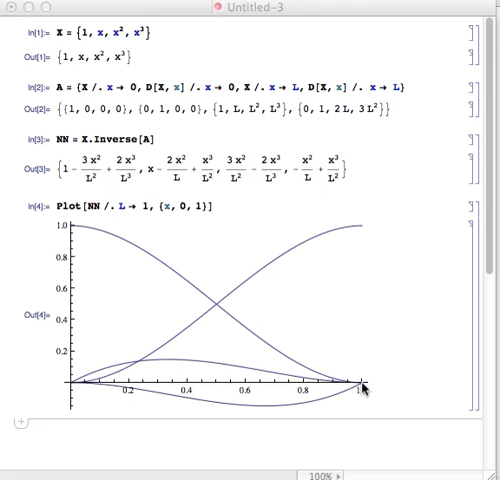 Untitled-3
In[1]:= X = {1, x, x², x³}
Out[1]= {1, x, x², x³}
In[2]:= A = {X /. x → 0, D[X, x] /. x → 0, X /. x → L, D[X, x] /. x → L}
Out[2]= {{1, 0, 0, 0}, {0, 1, 0, 0}, {1, L, L², L³}, {0, 1, 2 L, 3 L²}}
In[3]:= NN = X.Inverse[A]
Out[3]= {1 - 3 x²/L² + 2 x³/L³, x - 2 x²/L + x³/L², 3 x²/L² - 2 x³/L³, - x²/L + x³/L²}
In[4]:= Plot[NN /. L → 1, {x, 0, 1}]
1.0
0.8
0.6
Out[4]=
0.4
0.2
0.2 0.4 0.6 0.8
100%